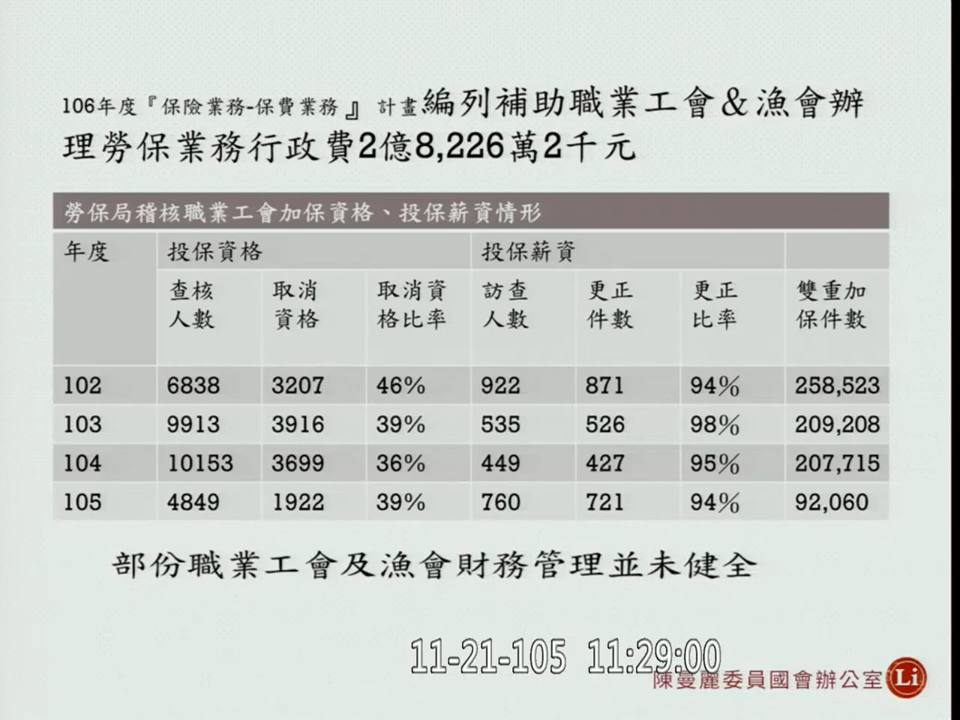 106年度『保險業務-保費業務 』 計畫編列補助職業工會&漁會辦
理勞保業務行政費2億8,226萬2千元
勞保局稽核職業工會加保資格、投保薪資情形
年度 投保資格 投保薪資
查核人數 取消資格 取消資格比率 訪查人數 更正件數 更正比率 雙重加保件數
102 6838 3207 46% 922 871 94% 258,523
103 9913 3916 39% 535 526 98% 209,208
104 10153 3699 36% 449 427 95% 207,715
105 4849 1922 39% 760 721 94% 92,060
部份職業工會及漁會財務管理並未健全
11-21-105 11:29:00
陳曼麗委員國會辦公室 Li